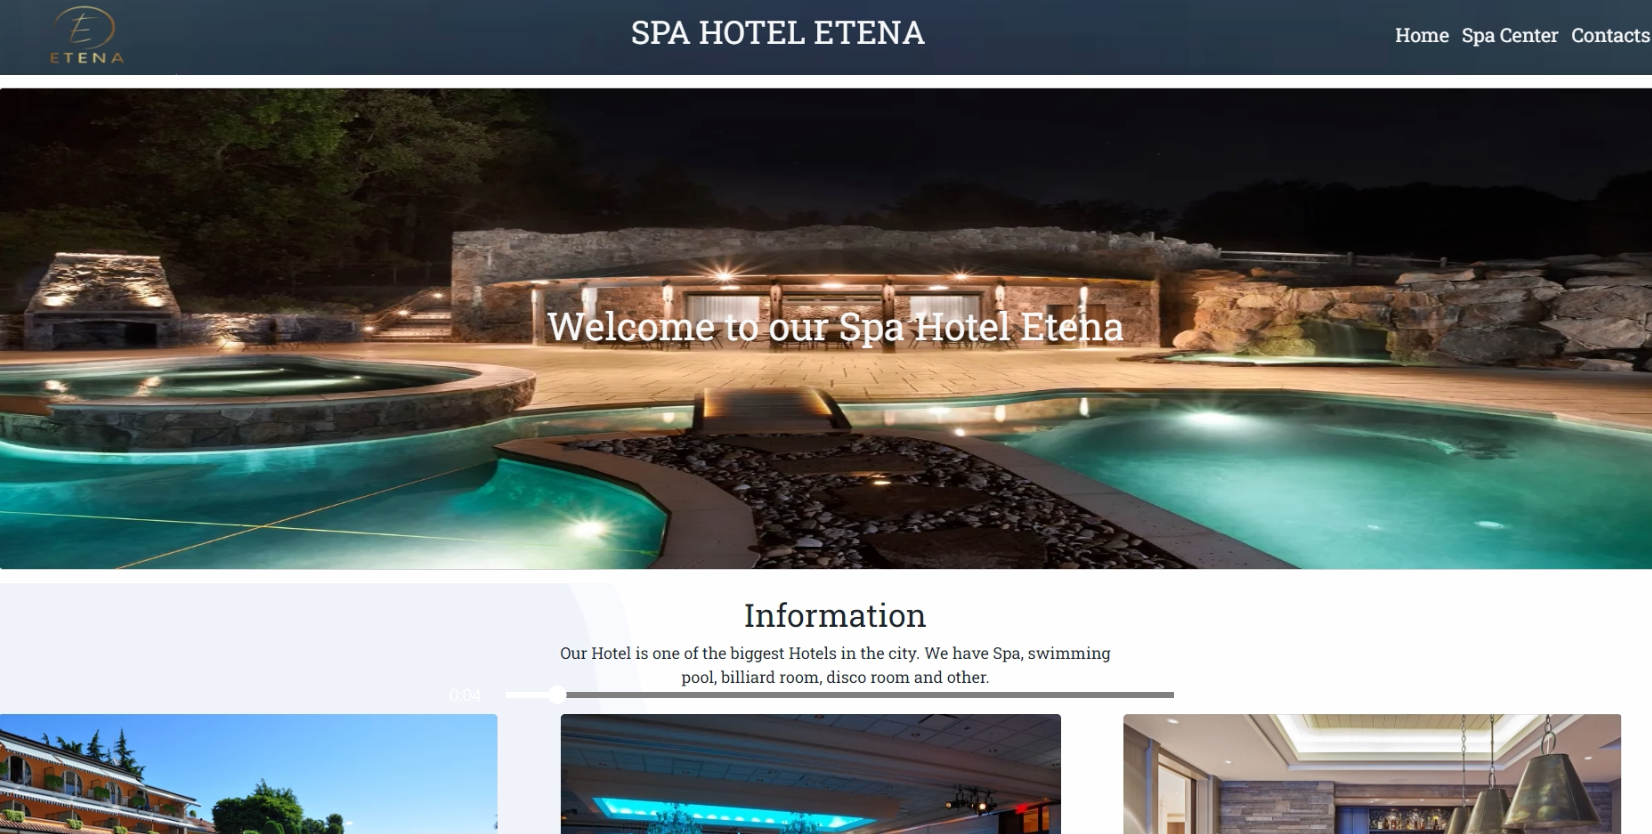 ETENA
SPA HOTEL ETENA
Home Spa Center Contacts
Welcome to our Spa Hotel Etena
Information
Our Hotel is one of the biggest Hotels in the city. We have Spa, swimming
pool, billiard room, disco room and other.
0:04